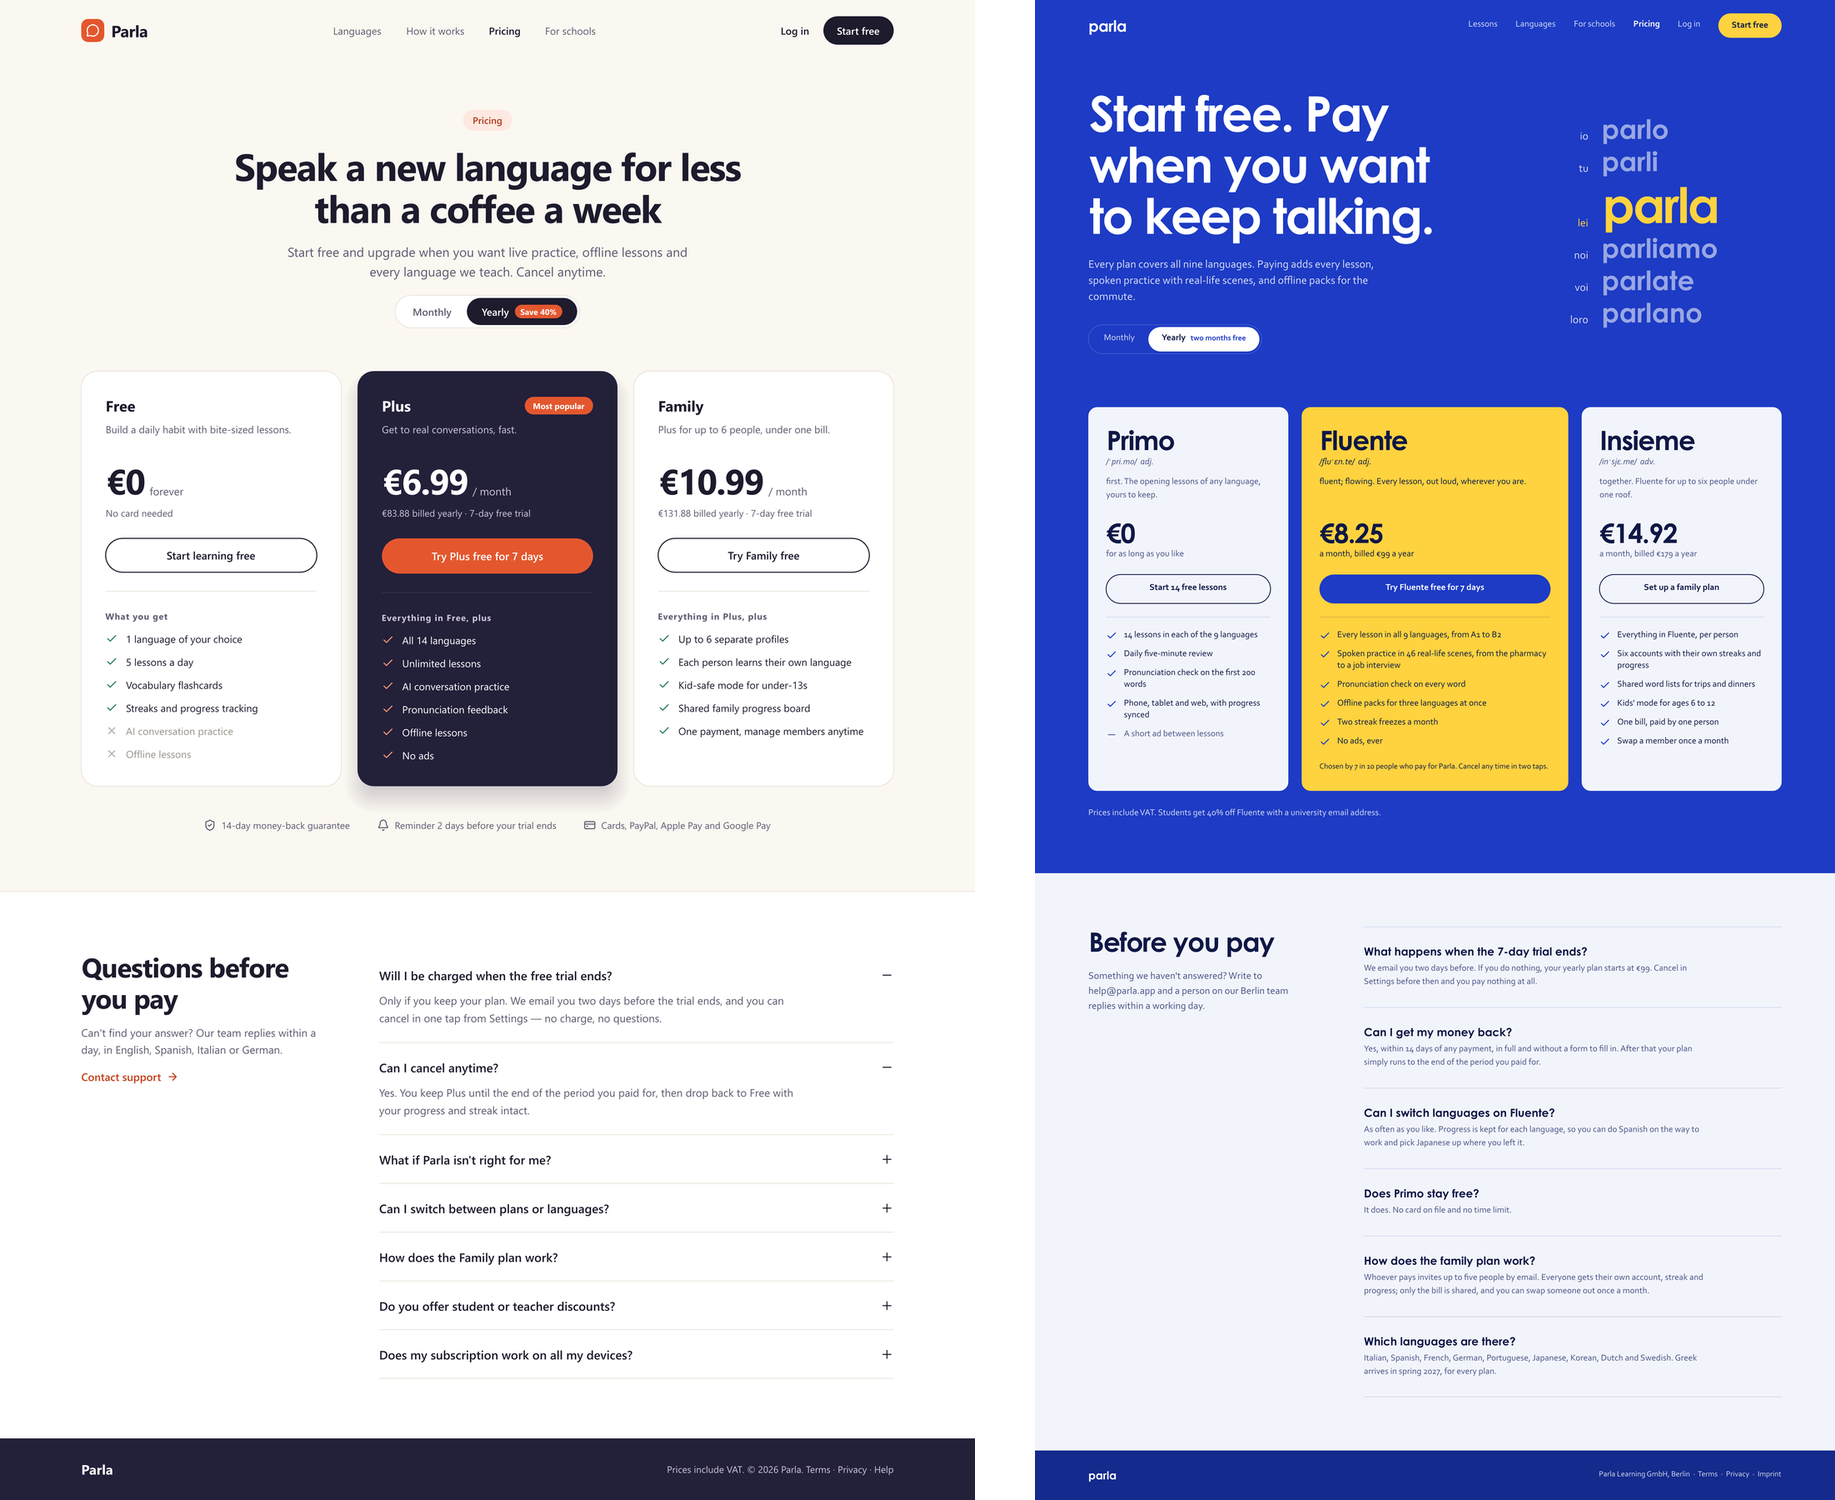 Parla
Languages
How it works
Pricing
For schools
Log in
Start free
Pricing
Speak a new language for less
than a coffee a week
Start free and upgrade when you want live practice, offline lessons and
every language we teach. Cancel anytime.
Monthly
Yearly
Save 40%
Free
Build a daily habit with bite-sized lessons.
€0 forever
No card needed
Start learning free
What you get
1 language of your choice
5 lessons a day
Vocabulary flashcards
Streaks and progress tracking
AI conversation practice
Offline lessons
Plus
Most popular
Get to real conversations, fast.
€6.99 / month
€83.88 billed yearly · 7-day free trial
Try Plus free for 7 days
Everything in Free, plus
All 14 languages
Unlimited lessons
AI conversation practice
Pronunciation feedback
Offline lessons
No ads
Family
Plus for up to 6 people, under one bill.
€10.99 / month
€131.88 billed yearly · 7-day free trial
Try Family free
Everything in Plus, plus
Up to 6 separate profiles
Each person learns their own language
Kid-safe mode for under-13s
Shared family progress board
One payment, manage members anytime
14-day money-back guarantee
Reminder 2 days before your trial ends
Cards, PayPal, Apple Pay and Google Pay
Questions before
you pay
Can't find your answer? Our team replies within a
day, in English, Spanish, Italian or German.
Contact support
Will I be charged when the free trial ends?
Only if you keep your plan. We email you two days before the trial ends, and you can
cancel in one tap from Settings — no charge, no questions.
Can I cancel anytime?
Yes. You keep Plus until the end of the period you paid for, then drop back to Free with
your progress and streak intact.
What if Parla isn't right for me?
Can I switch between plans or languages?
How does the Family plan work?
Do you offer student or teacher discounts?
Does my subscription work on all my devices?
Parla
Prices include VAT. © 2026 Parla. Terms · Privacy · Help
parla
Lessons
Languages
For schools
Pricing
Log in
Start free
Start free. Pay
when you want
to keep talking.
Every plan covers all nine languages. Paying adds every lesson,
spoken practice with real-life scenes, and offline packs for the
commute.
Monthly
Yearly two months free
io parlo
tu parli
lei parla
noi parliamo
voi parlate
loro parlano
Primo
/ˈpri.mo/ adj.
first. The opening lessons of any language,
yours to keep.
€0
for as long as you like
Start 14 free lessons
14 lessons in each of the 9 languages
Daily five-minute review
Pronunciation check on the first 200
words
Phone, tablet and web, with progress
synced
A short ad between lessons
Fluente
/fluˈɛn.te/ adj.
fluent; flowing. Every lesson, out loud, wherever you are.
€8.25
a month, billed €99 a year
Try Fluente free for 7 days
Every lesson in all 9 languages, from A1 to B2
Spoken practice in 46 real-life scenes, from the pharmacy
to a job interview
Pronunciation check on every word
Offline packs for three languages at once
Two streak freezes a month
No ads, ever
Chosen by 7 in 10 people who pay for Parla. Cancel any time in two taps.
Insieme
/inˈsjɛ.me/ adv.
together. Fluente for up to six people under
one roof.
€14.92
a month, billed €179 a year
Set up a family plan
Everything in Fluente, per person
Six accounts with their own streaks and
progress
Shared word lists for trips and dinners
Kids' mode for ages 6 to 12
One bill, paid by one person
Swap a member once a month
Prices include VAT. Students get 40% off Fluente with a university email address.
Before you pay
Something we haven't answered? Write to
help@parla.app and a person on our Berlin team
replies within a working day.
What happens when the 7-day trial ends?
We email you two days before. If you do nothing, your yearly plan starts at €99. Cancel in
Settings before then and you pay nothing at all.
Can I get my money back?
Yes, within 14 days of any payment, in full and without a form to fill in. After that your plan
simply runs to the end of the period you paid for.
Can I switch languages on Fluente?
As often as you like. Progress is kept for each language, so you can do Spanish on the way to
work and pick Japanese up where you left it.
Does Primo stay free?
It does. No card on file and no time limit.
How does the family plan work?
Whoever pays invites up to five people by email. Everyone gets their own account, streak and
progress; only the bill is shared, and you can swap someone out once a month.
Which languages are there?
Italian, Spanish, French, German, Portuguese, Japanese, Korean, Dutch and Swedish. Greek
arrives in spring 2027, for every plan.
parla
Parla Learning GmbH, Berlin · Terms · Privacy · Imprint